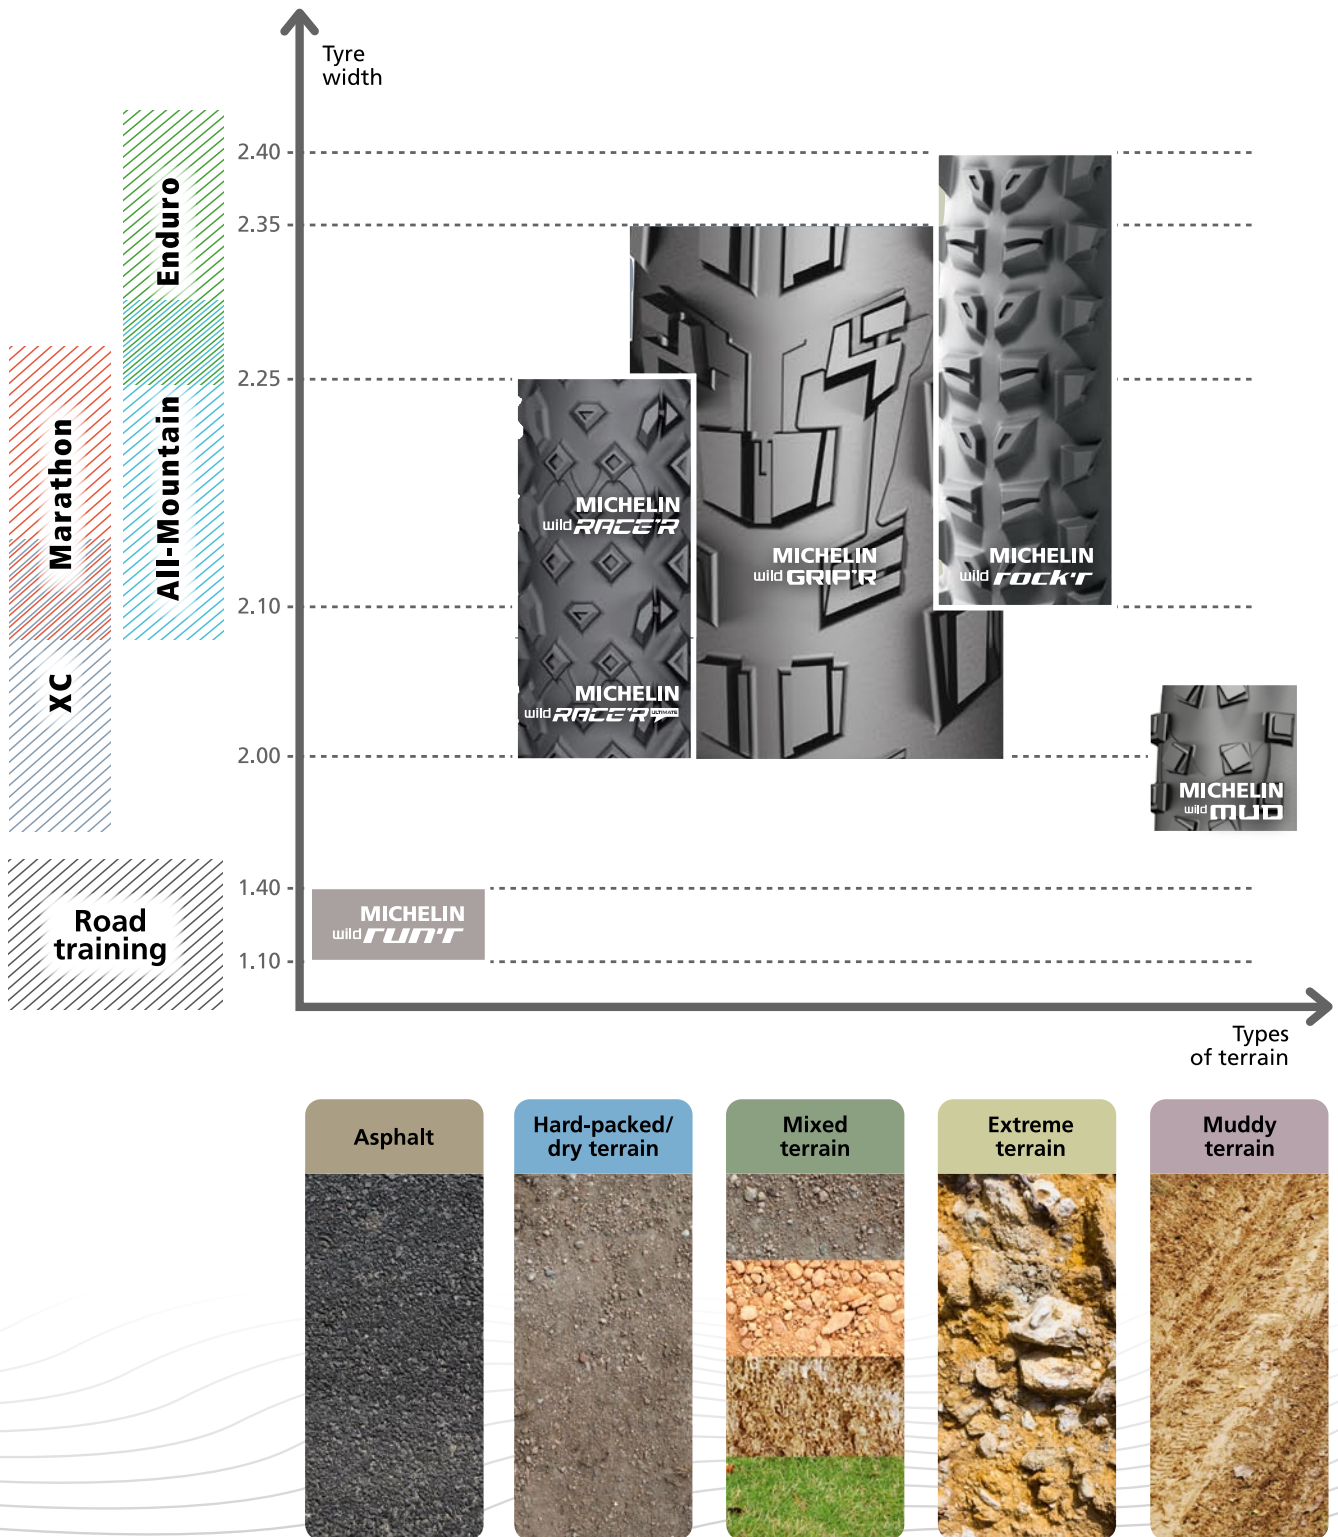 Tyre
width
2.40
2.35
2.25
2.10
2.00
1.40
1.10
Enduro
All-Mountain
Marathon
XC
Road
training
MICHELIN
wild RACE'R
MICHELIN
wild RACE'R ULTIMATE
MICHELIN
wild GRIP'R
MICHELIN
wild rock'r
MICHELIN
wild MUD
MICHELIN
wild run'r
Types
of terrain
Asphalt
Hard-packed/
dry terrain
Mixed
terrain
Extreme
terrain
Muddy
terrain